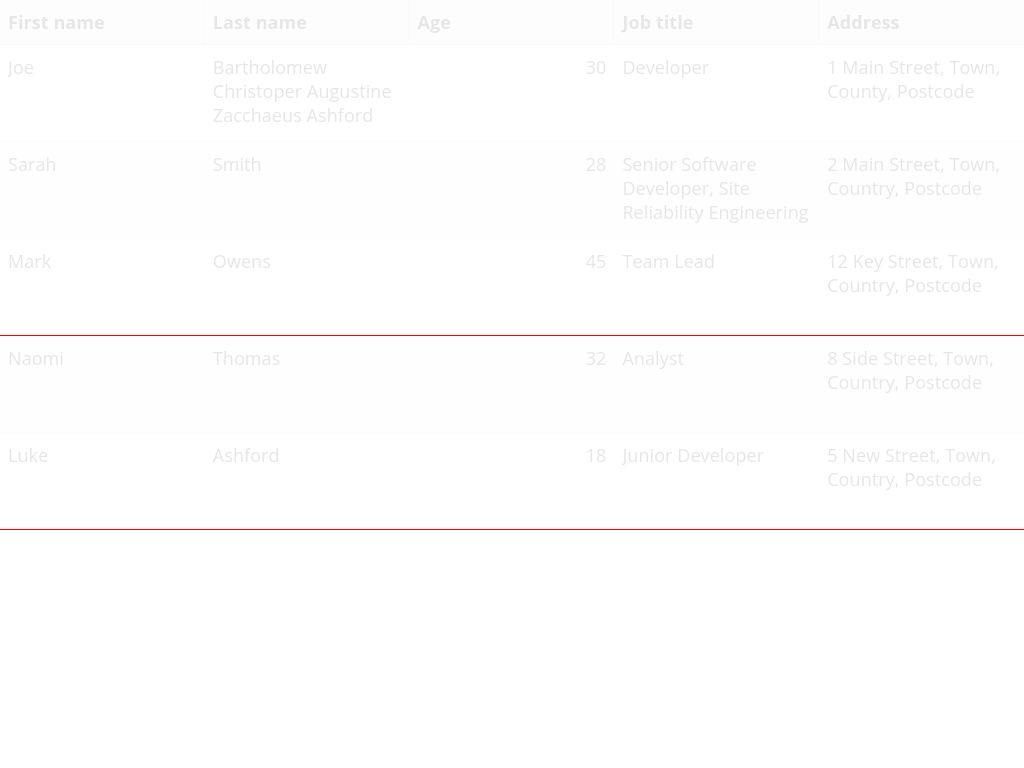 First name Last name Age Job title Address
Joe Bartholomew 30 Developer 1 Main Street, Town,
Christoper Augustine County, Postcode
Zacchaeus Ashford
Sarah Smith 28 Senior Software 2 Main Street, Town,
Developer, Site Country, Postcode
Reliability Engineering
Mark Owens 45 Team Lead 12 Key Street, Town,
Country, Postcode
Naomi Thomas 32 Analyst 8 Side Street, Town,
Country, Postcode
Luke Ashford 18 Junior Developer 5 New Street, Town,
Country, Postcode